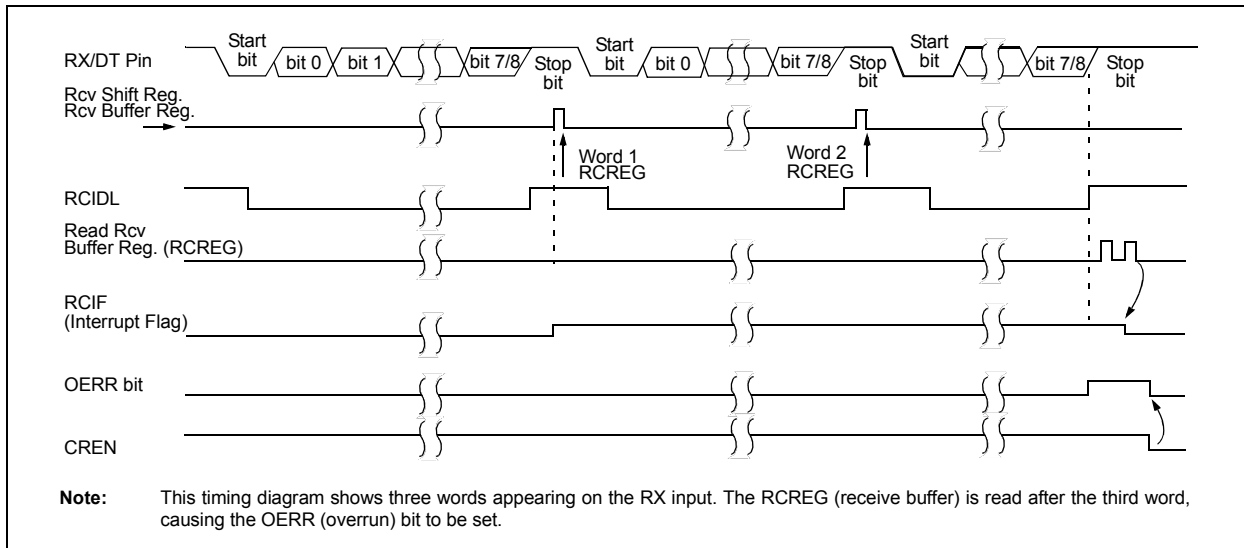 RX/DT Pin
Start
bit
bit 0
bit 1
bit 7/8
Stop
bit
Start
bit
bit 0
bit 7/8
Stop
bit
Start
bit
bit 7/8
Stop
bit
Rcv Shift Reg.
Rcv Buffer Reg.
Word 1
RCREG
Word 2
RCREG
RCIDL
Read Rcv
Buffer Reg. (RCREG)
RCIF
(Interrupt Flag)
OERR bit
CREN
Note: This timing diagram shows three words appearing on the RX input. The RCREG (receive buffer) is read after the third word,
causing the OERR (overrun) bit to be set.